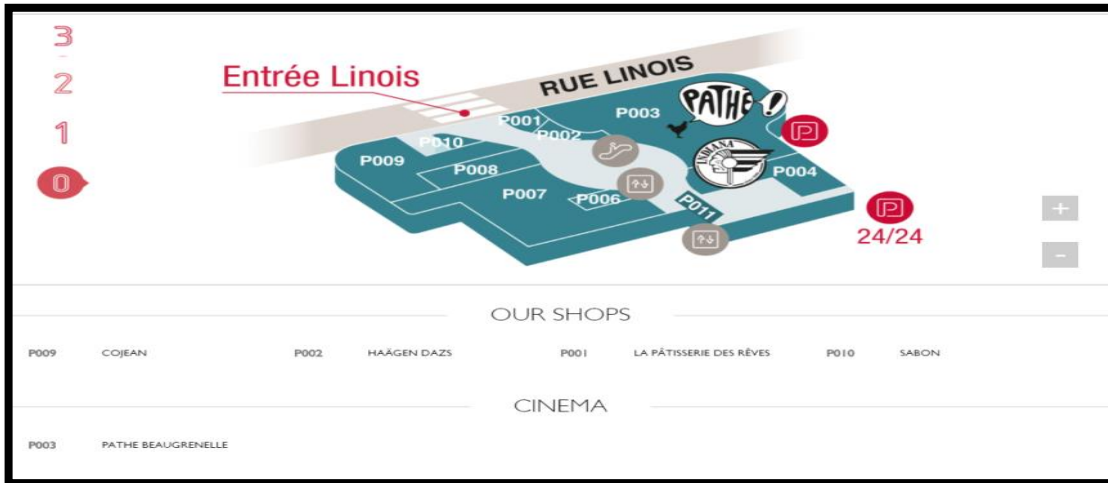 3
2
1
0
Entrée Linois
RUE LINOIS
PATHE!
INDIANA
P001
P002
P003
P010
P009
P008
P007
P006
P004
P011
P
P
24/24
+
-
OUR SHOPS
P009 COJEAN P002 HAÄGEN DAZS P001 LA PÂTISSERIE DES RÊVES P010 SABON
CINEMA
P003 PATHE BEAUGRENELLE